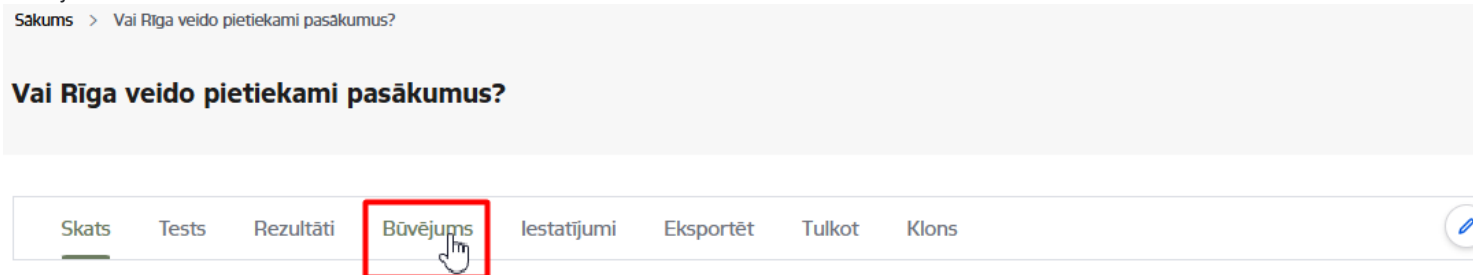 Sākums > Vai Rīga veido pietiekami pasākumus?
Vai Rīga veido pietiekami pasākumus?
Skats Tests Rezultāti Būvējums Iestatījumi Eksportēt Tulkot Klons